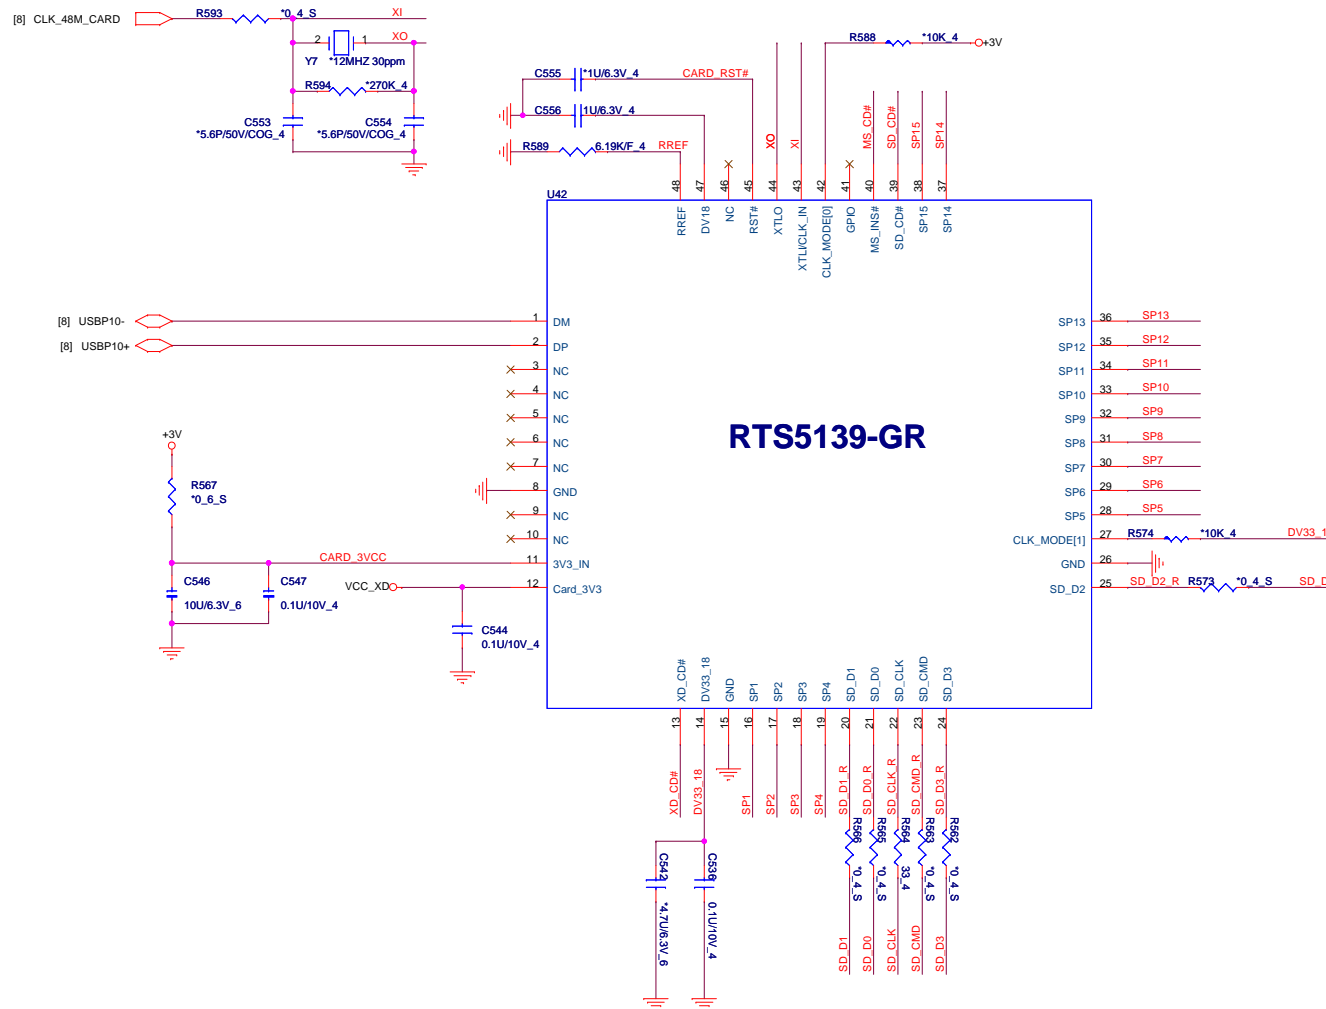 [8] CLK_48M_CARD
R593
*0_4_S
XI
2
1
XO
Y7
*12MHZ 30ppm
R594
*270K_4
C553
*5.6P/50V/COG_4
C554
*5.6P/50V/COG_4
C555
*1U/6.3V_4
CARD_RST#
C556
1U/6.3V_4
R589
6.19K/F_4
RREF
R588
*10K_4
+3V
XO
XI
MS_CD#
SD_CD#
SP15
SP14
48
47
46
45
44
43
42
41
40
39
38
37
U42
RREF
DV18
NC
RST#
XTLO
XTLI/CLK_IN
CLK_MODE[0]
GPIO
MS_INS#
SD_CD#
SP15
SP14
[8] USBP10-
1
DM
[8] USBP10+
2
DP
3
NC
4
NC
5
NC
6
NC
7
NC
8
GND
9
NC
10
NC
11
3V3_IN
12
Card_3V3
RTS5139-GR
SP13
36
SP13
SP12
35
SP12
SP11
34
SP11
SP10
33
SP10
SP9
32
SP9
SP8
31
SP8
SP7
30
SP7
SP6
29
SP6
SP5
28
SP5
CLK_MODE[1]
27
R574
*10K_4
DV33_1
GND
26
SD_D2
25
SD_D2_R
R573
*0_4_S
+3V
R567
*0_6_S
CARD_3VCC
C546
10U/6.3V_6
C547
0.1U/10V_4
VCC_XD
C544
0.1U/10V_4
XD_CD#
DV33_18
GND
SP1
SP2
SP3
SP4
SD_D1
SD_D0
SD_CLK
SD_CMD
SD_D3
13
14
15
16
17
18
19
20
21
22
23
24
XD_CD#
DV33_18
SP1
SP2
SP3
SP4
SD_D1_R
SD_D0_R
SD_CLK_R
SD_CMD_R
SD_D3_R
R566
R565
R564
R563
R562
*0_4_S
*0_4_S
33_4
*0_4_S
*0_4_S
C542
*4.7U/6.3V_6
C536
0.1U/10V_4
SD_D1
SD_D0
SD_CLK
SD_CMD
SD_D3